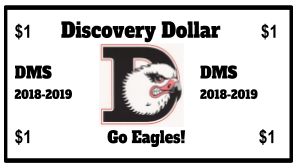 $1 Discovery Dollar $1
DMS DMS
2018-2019 2018-2019
D
$1 Go Eagles! $1